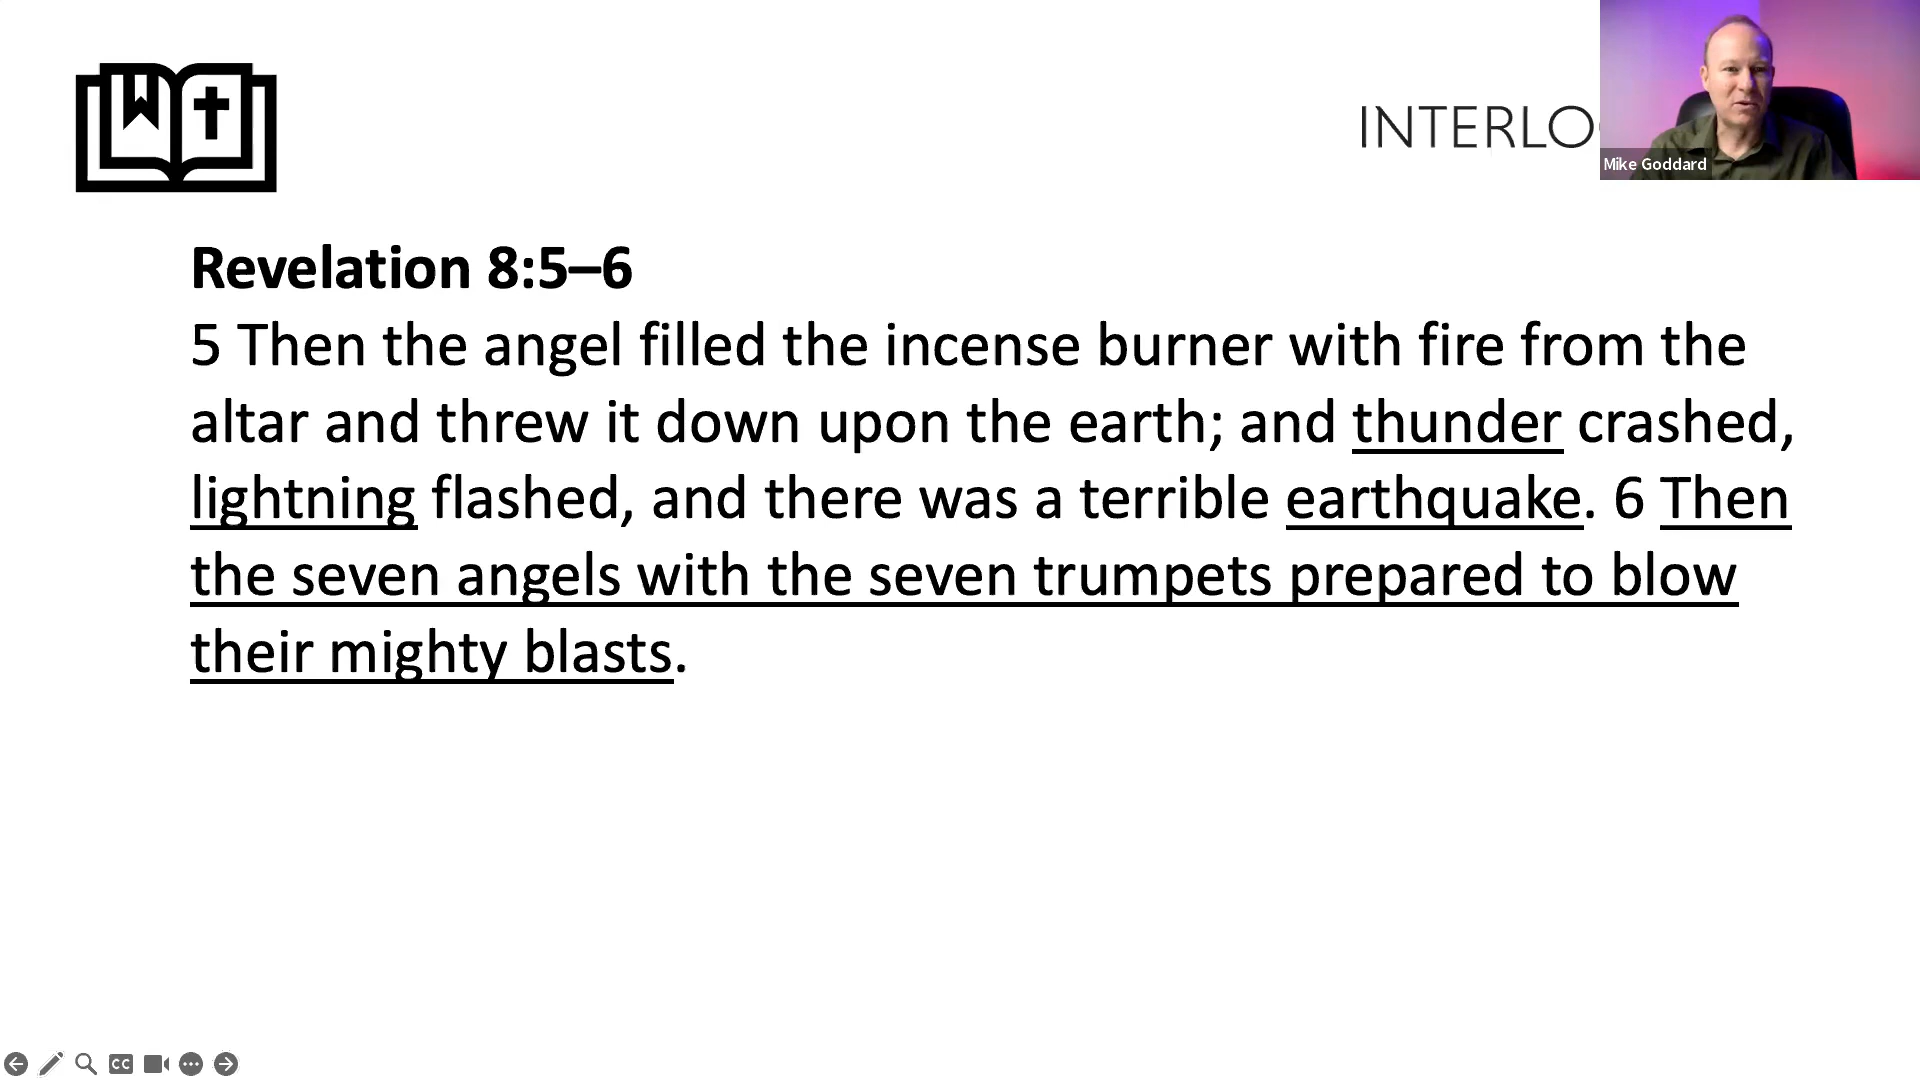 INTERLO
Mike Goddard
Revelation 8:5–6
5 Then the angel filled the incense burner with fire from the
altar and threw it down upon the earth; and thunder crashed,
lightning flashed, and there was a terrible earthquake. 6 Then
the seven angels with the seven trumpets prepared to blow
their mighty blasts.
CC